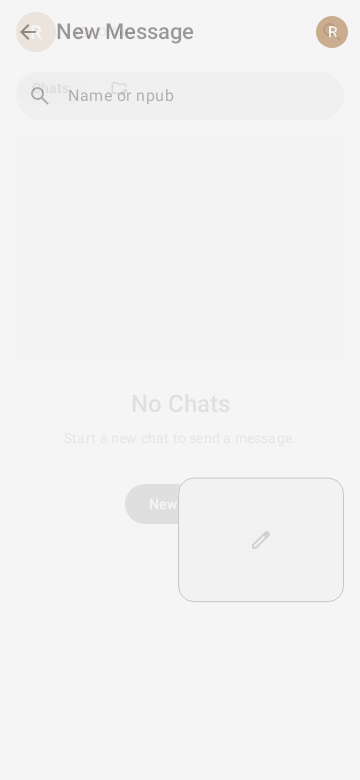 New Message
R
R
Chats
Name or npub
No Chats
Start a new chat to send a message.
New